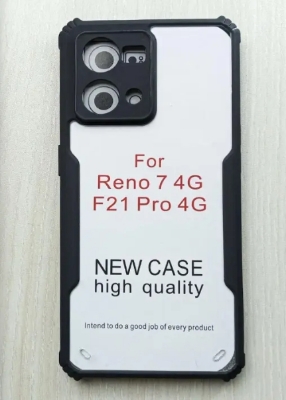 For
Reno 7 4G
F21 Pro 4G
NEW CASE
high quality
Intend to do a good job of every product